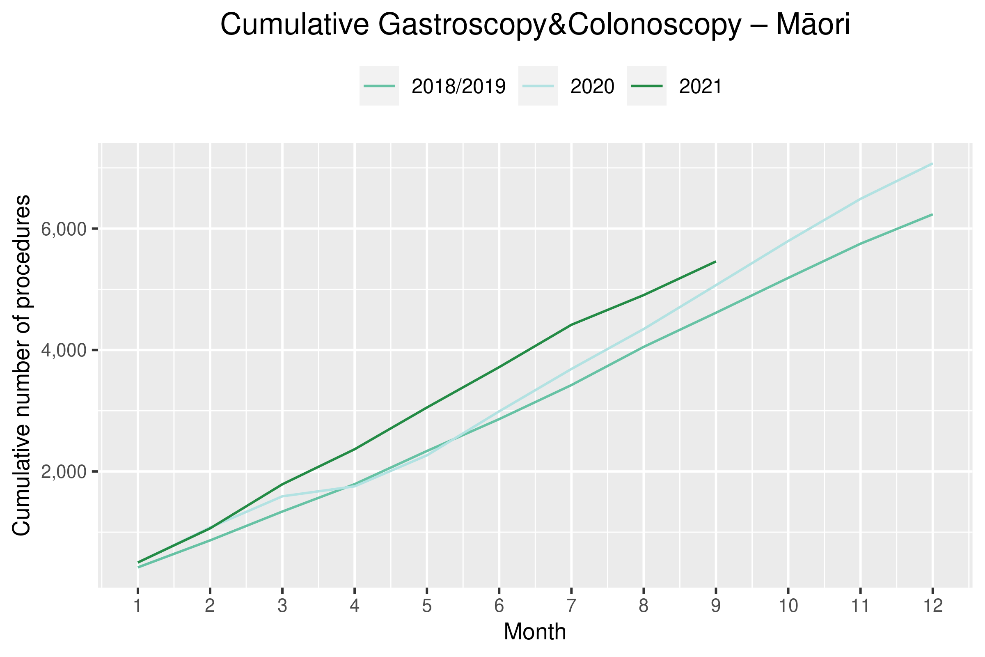 Cumulative Gastroscopy&Colonoscopy – Māori
2018/2019 2020 2021
Cumulative number of procedures
6,000
4,000
2,000
1 2 3 4 5 6 7 8 9 10 11 12
Month